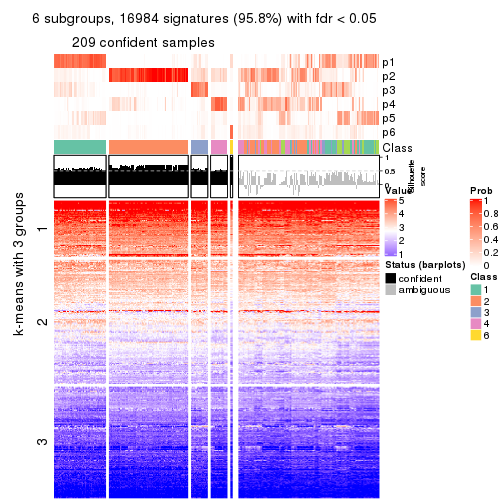 6 subgroups, 16984 signatures (95.8%) with fdr < 0.05
209 confident samples
p1
p2
p3
p4
p5
p6
Class
1
0.5
0
Silhouette
score
k-means with 3 groups
1
2
3
Value
5
4
3
2
1
Status (barplots)
confident
ambiguous
Prob
1
0.8
0.6
0.4
0.2
0
Class
1
2
3
4
6